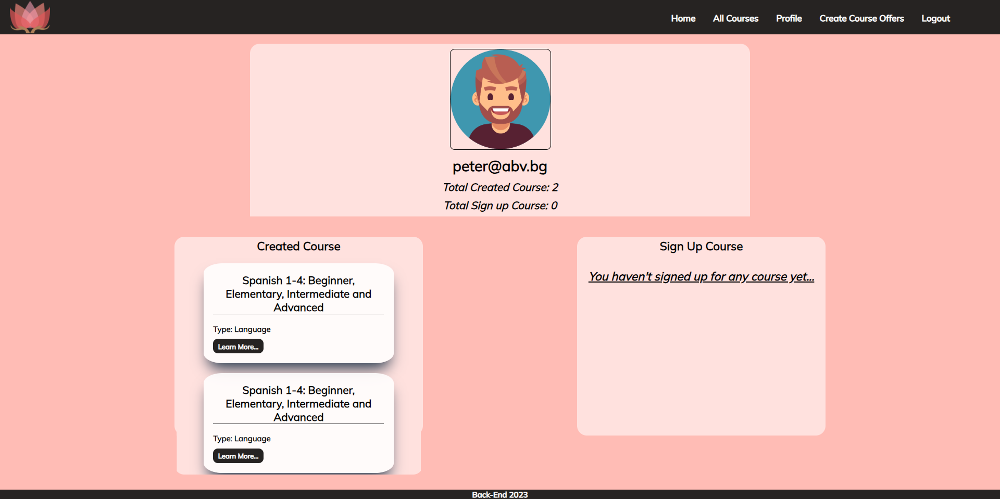 Home All Courses Profile Create Course Offers Logout
peter@abv.bg
Total Created Course: 2
Total Sign up Course: 0
Created Course
Spanish 1-4: Beginner,
Elementary, Intermediate and
Advanced
Type: Language
Learn More...
Spanish 1-4: Beginner,
Elementary, Intermediate and
Advanced
Type: Language
Learn More...
Sign Up Course
You haven't signed up for any course yet...
Back-End 2023